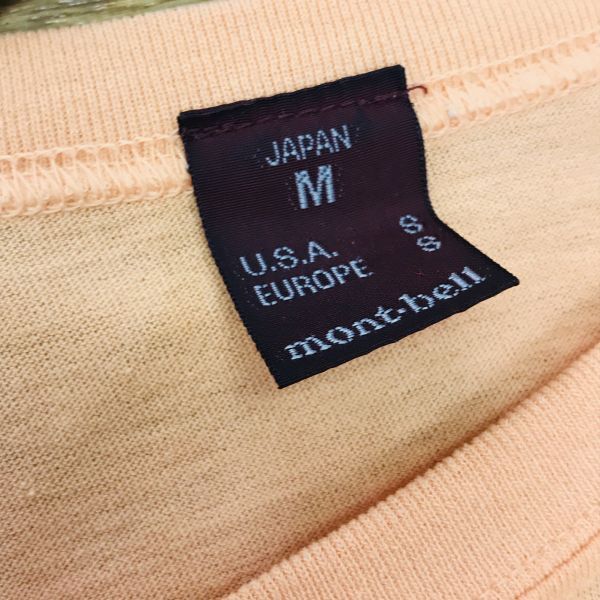 JAPAN
M
U.S.A. S
EUROPE S
mont-bell